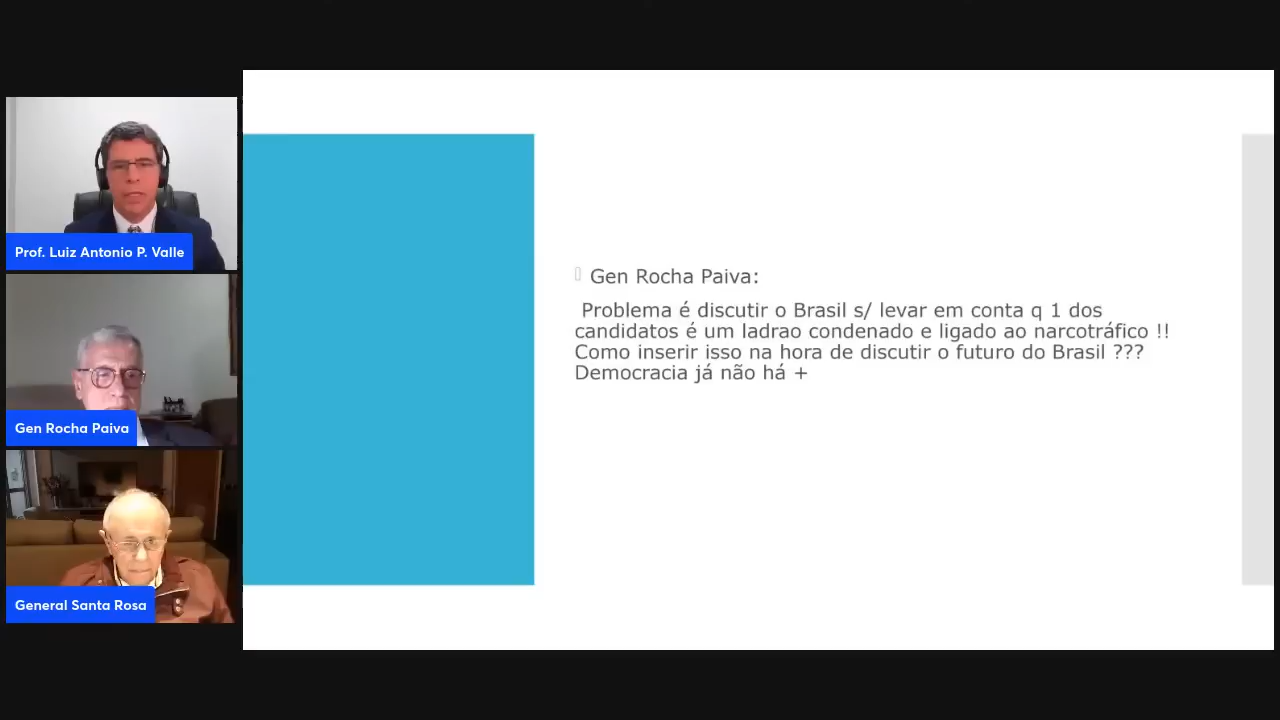 Prof. Luiz Antonio P. Valle
Gen Rocha Paiva
General Santa Rosa
Gen Rocha Paiva:
Problema é discutir o Brasil s/ levar em conta q 1 dos
candidatos é um ladrao condenado e ligado ao narcotráfico !!
Como inserir isso na hora de discutir o futuro do Brasil ???
Democracia já não há +